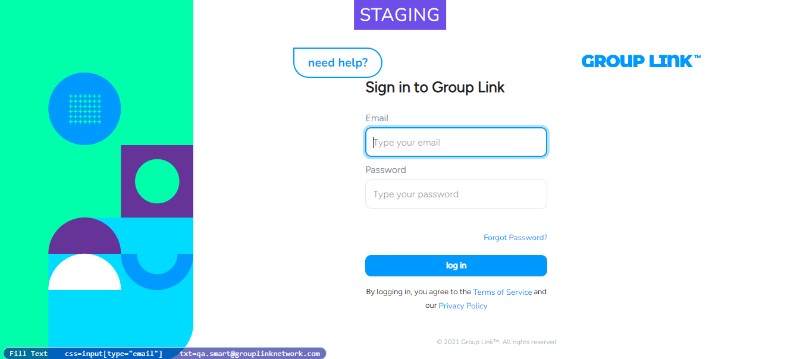 STAGING
need help?
GROUP LINK™
Sign in to Group Link
Email
Type your email
Password
Type your password
Forgot Password?
log in
By logging in, you agree to the Terms of Service and
our Privacy Policy
© 2021 Group Link™. All rights reserved
Fill Text css=input[type="email"] txt=qa.smart@grouplinknetwork.com